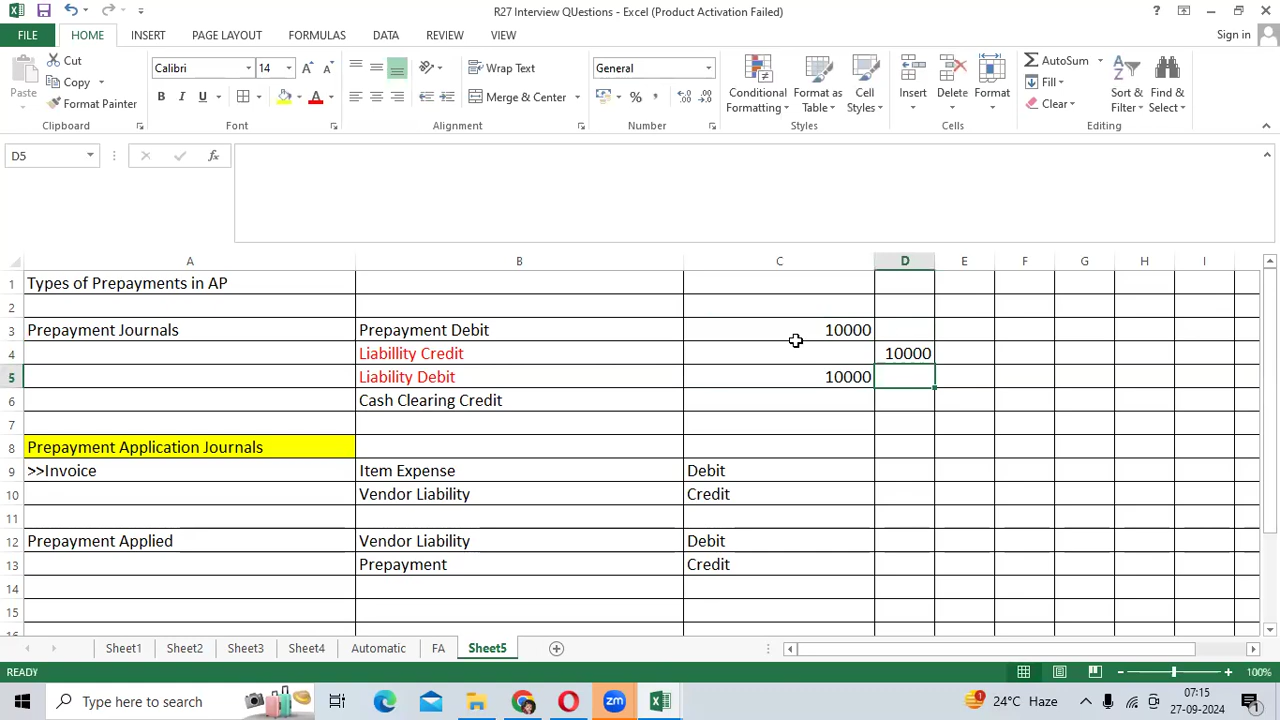 R27 Interview QUestions - Excel (Product Activation Failed)
FILE HOME INSERT PAGE LAYOUT FORMULAS DATA REVIEW VIEW Sign in
Paste Cut Copy Format Painter Clipboard
Calibri 14 B I U A Font
Wrap Text Merge & Center Alignment
General % , Number
Conditional Formatting Format as Table Cell Styles Styles
Insert Delete Format Cells
AutoSum Fill Clear Sort & Filter Find & Select Editing
D5 fx
A B C D E F G H I
1 Types of Prepayments in AP
2
3 Prepayment Journals Prepayment Debit 10000
4 Liabillity Credit 10000
5 Liability Debit 10000
6 Cash Clearing Credit
7
8 Prepayment Application Journals
9 >>Invoice Item Expense Debit
10 Vendor Liability Credit
11
12 Prepayment Applied Vendor Liability Debit
13 Prepayment Credit
14
15
Sheet1 Sheet2 Sheet3 Sheet4 Automatic FA Sheet5
READY 100%
Type here to search zm 24°C Haze 07:15
27-09-2024